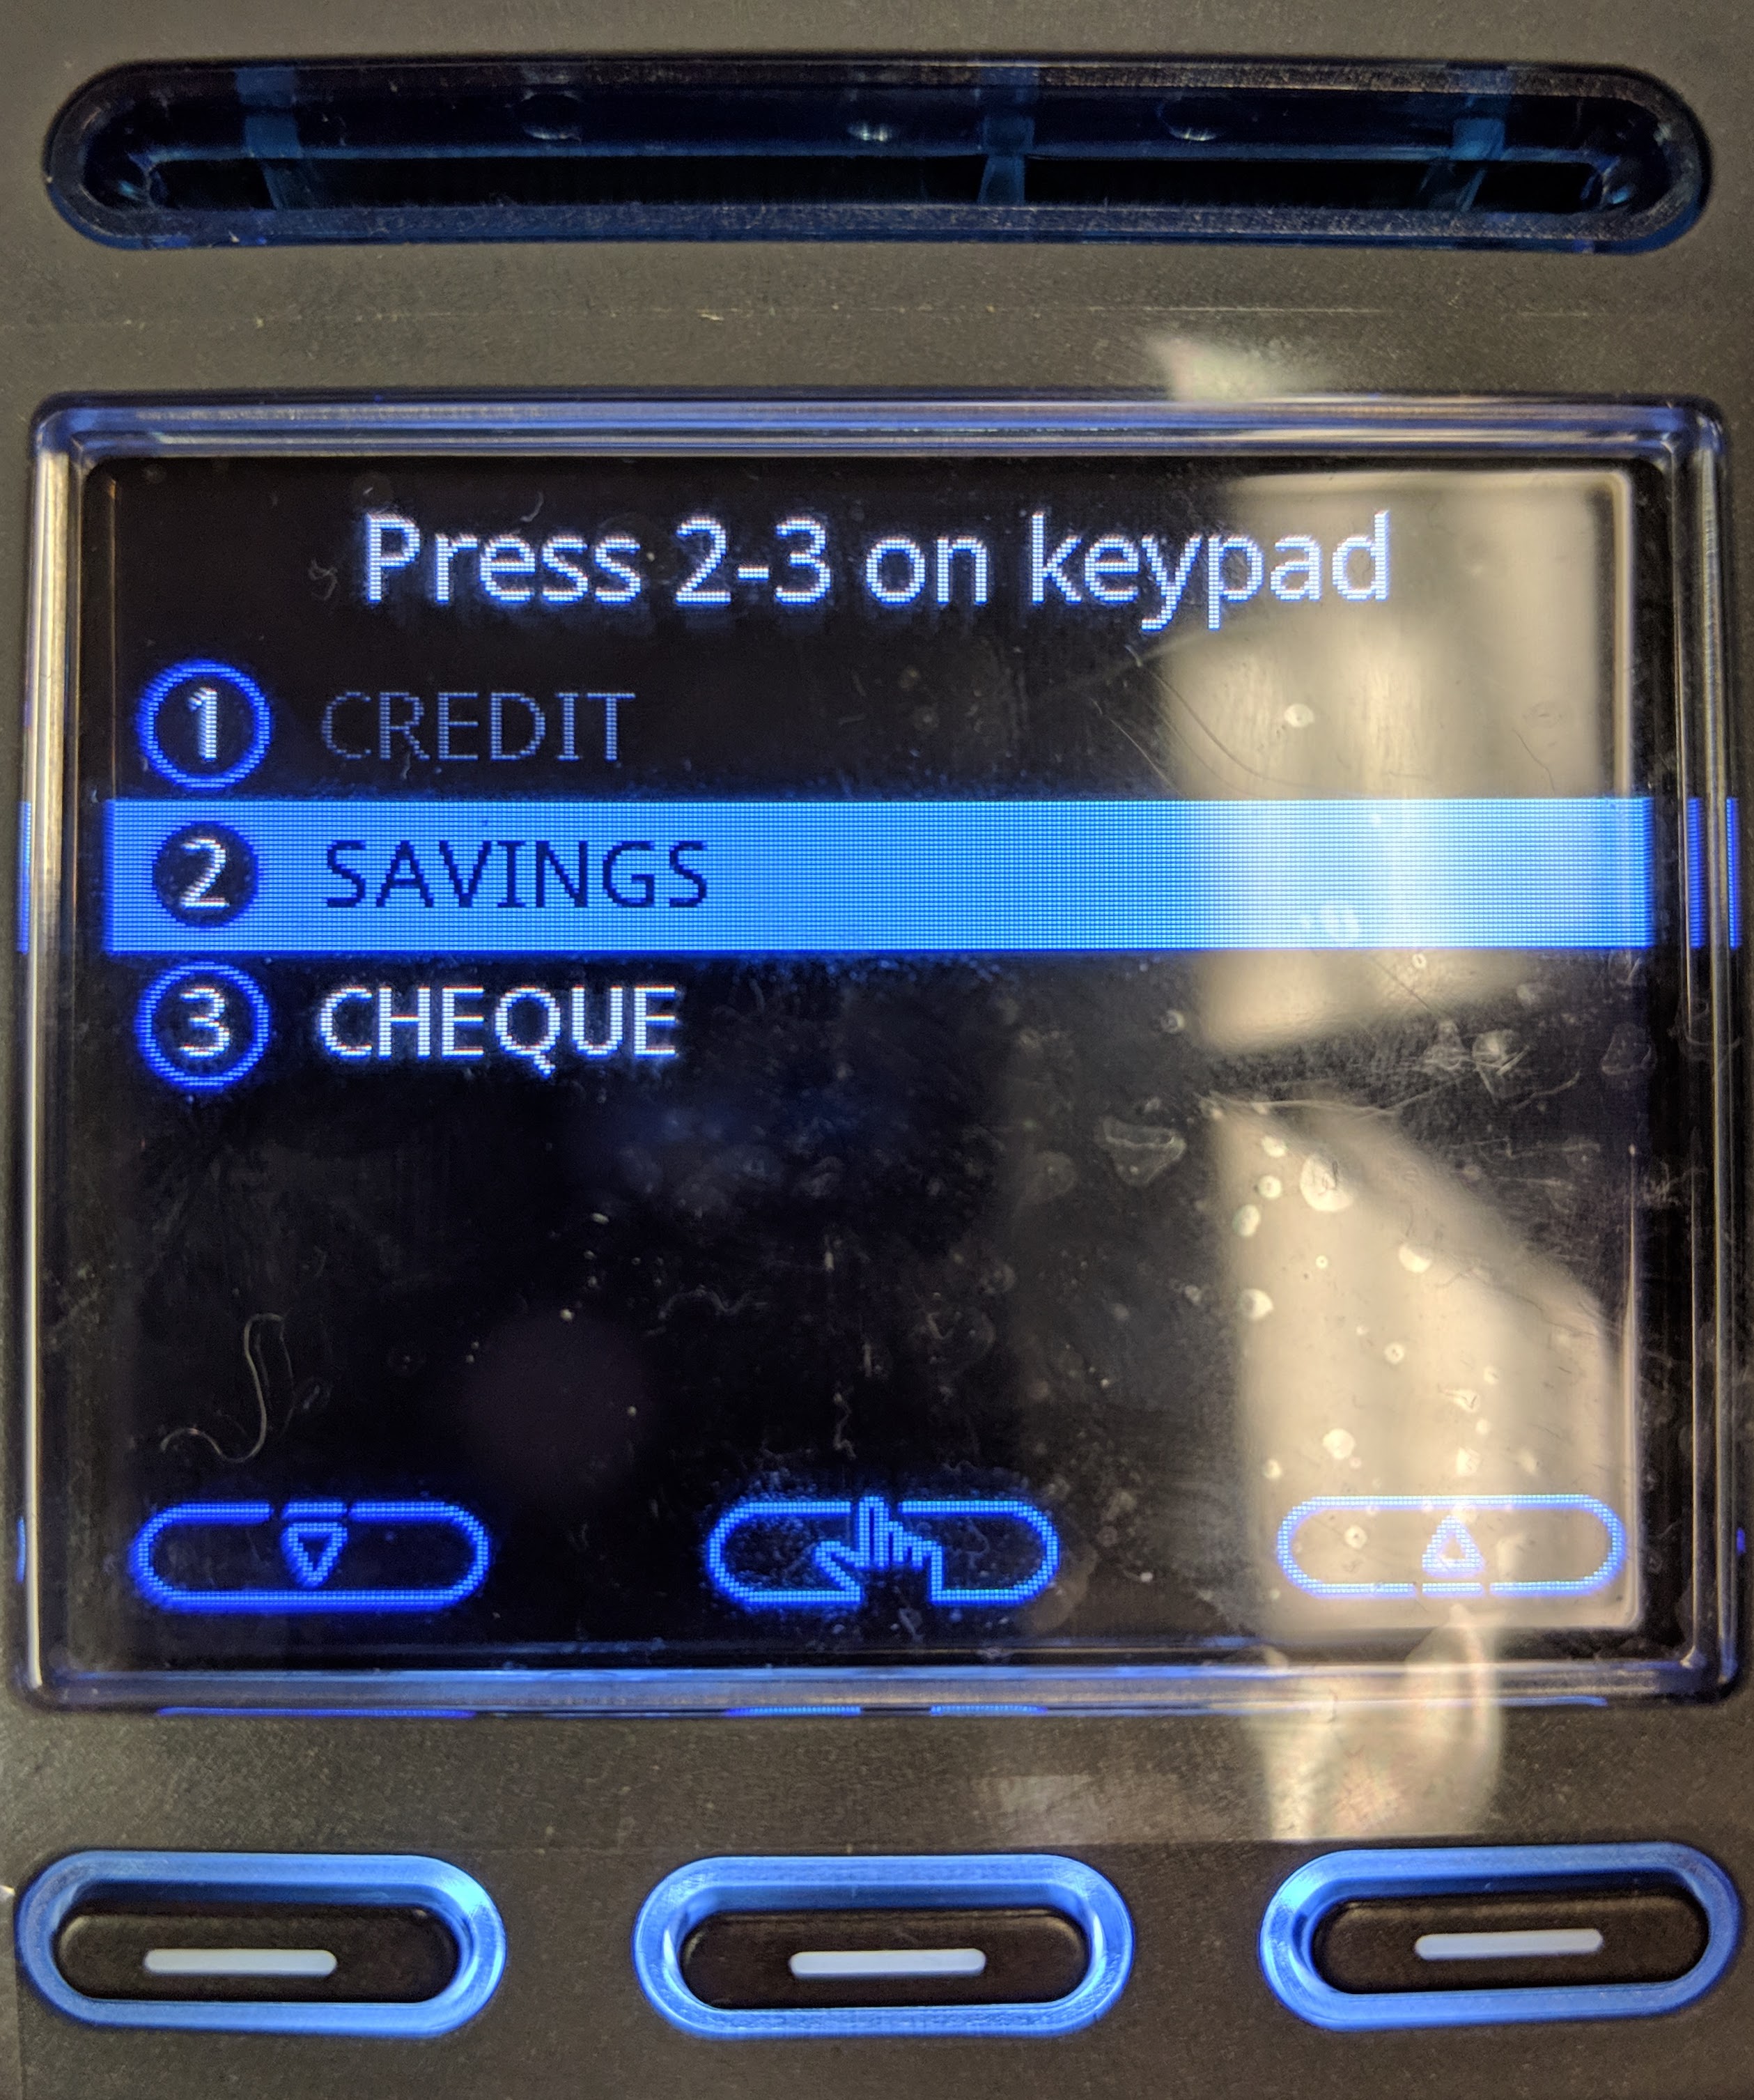 Press 2-3 on keypad
1 CREDIT
2 SAVINGS
3 CHEQUE